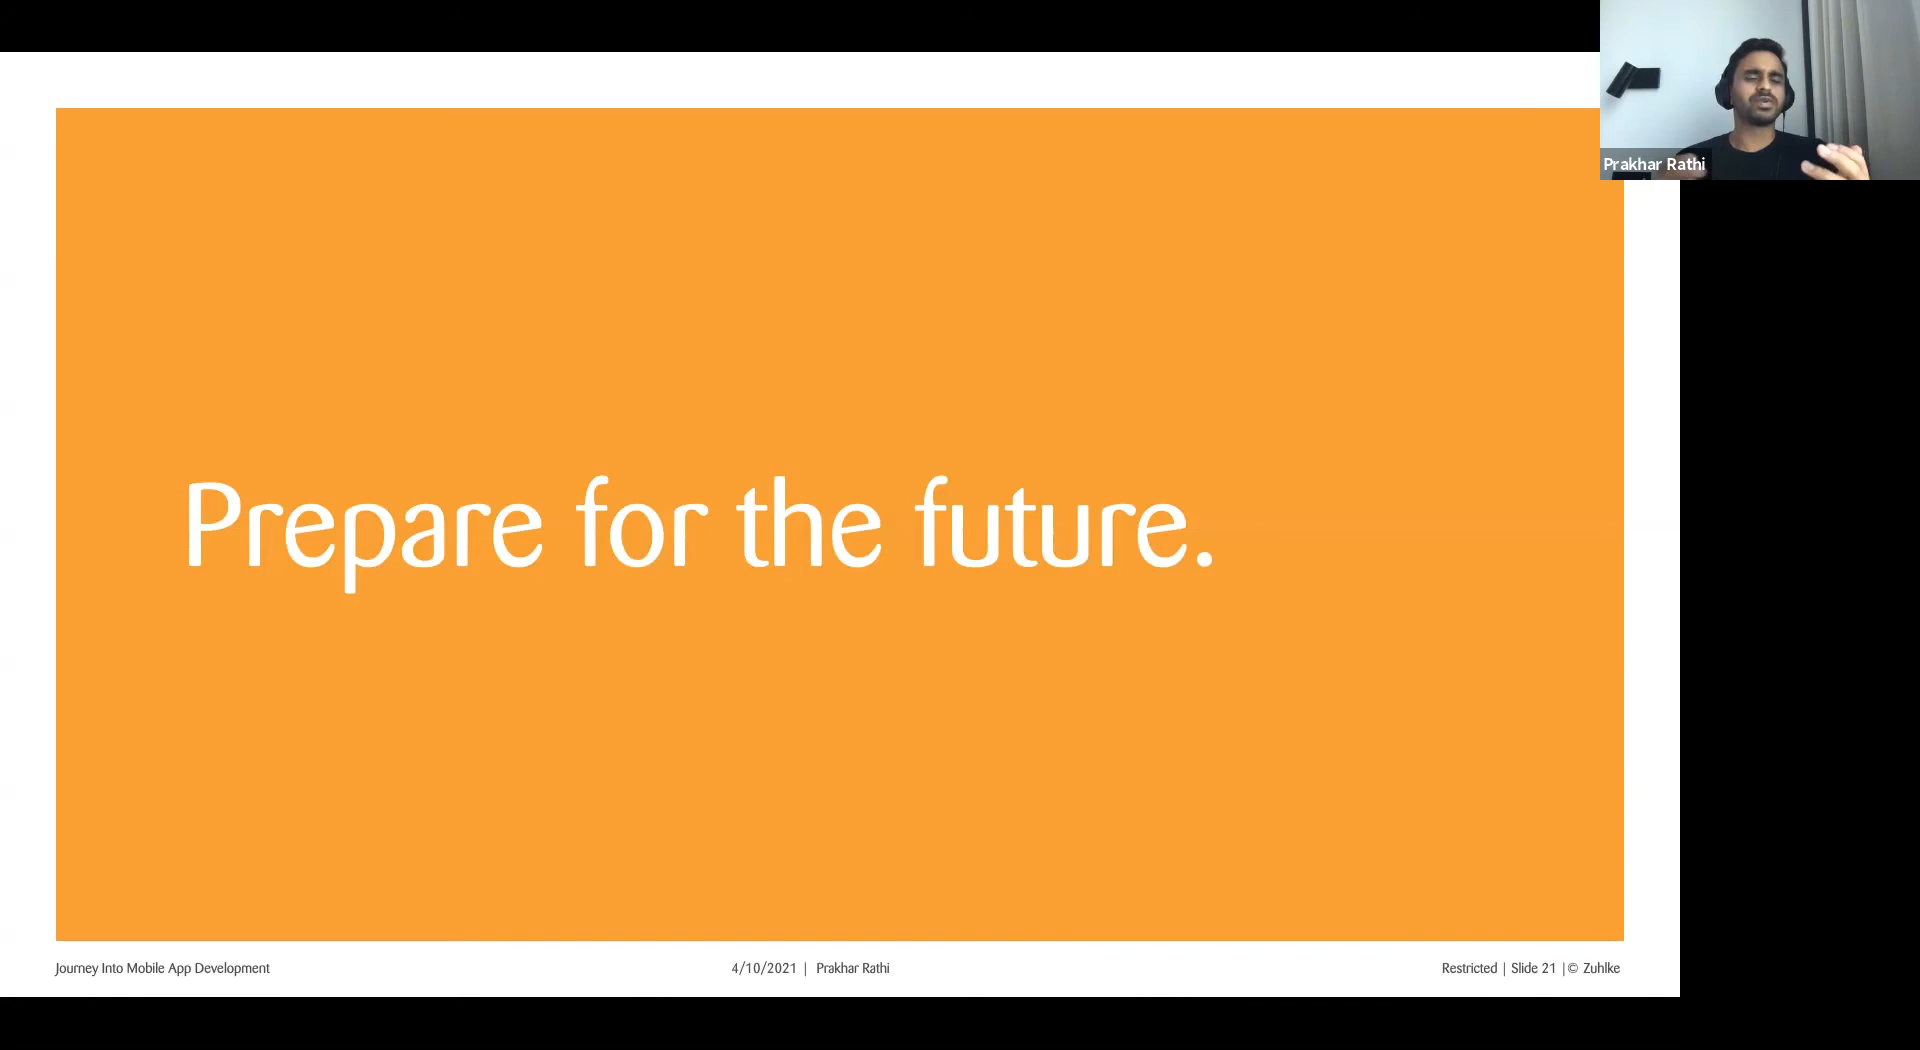 Prakhar Rathi
Prepare for the future.
Journey Into Mobile App Development
4/10/2021 | Prakhar Rathi
Restricted | Slide 21 |© Zuhlke